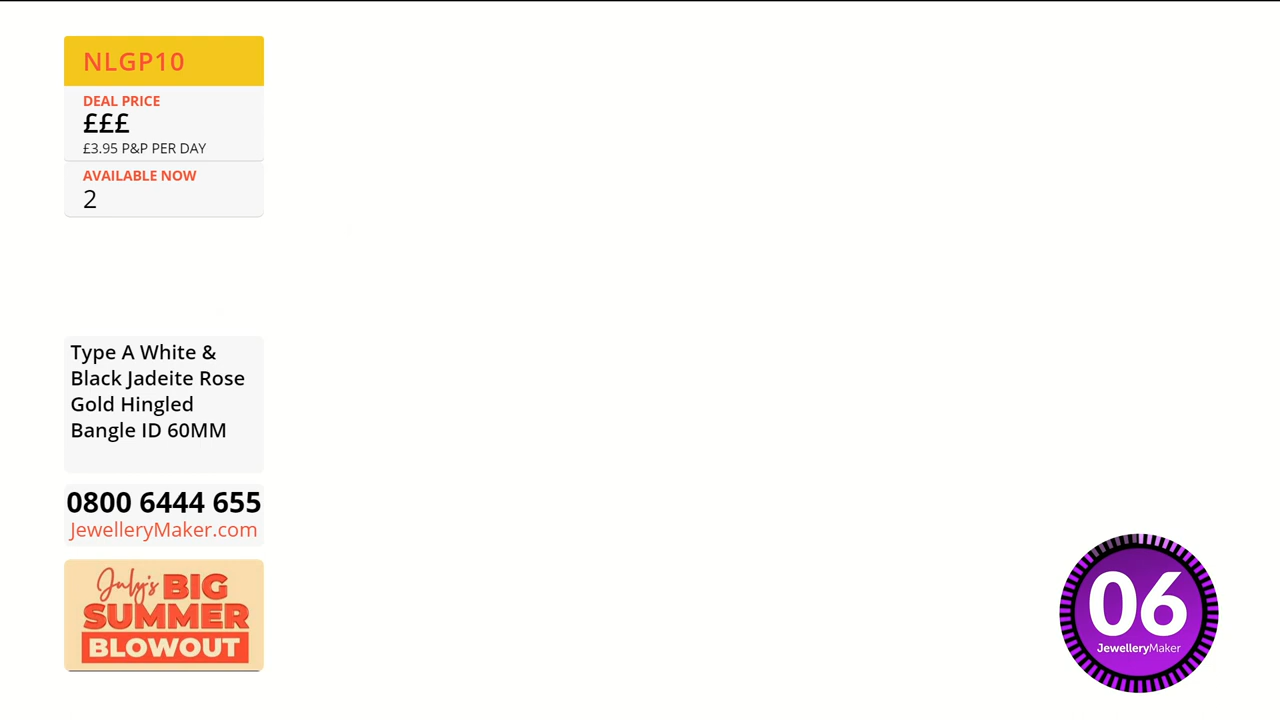 NLGP10
DEAL PRICE
£££
£3.95 P&P PER DAY
AVAILABLE NOW
2
Type A White &
Black Jadeite Rose
Gold Hingled
Bangle ID 60MM
0800 6444 655
JewelleryMaker.com
July's BIG
SUMMER
BLOWOUT
06
JewelleryMaker